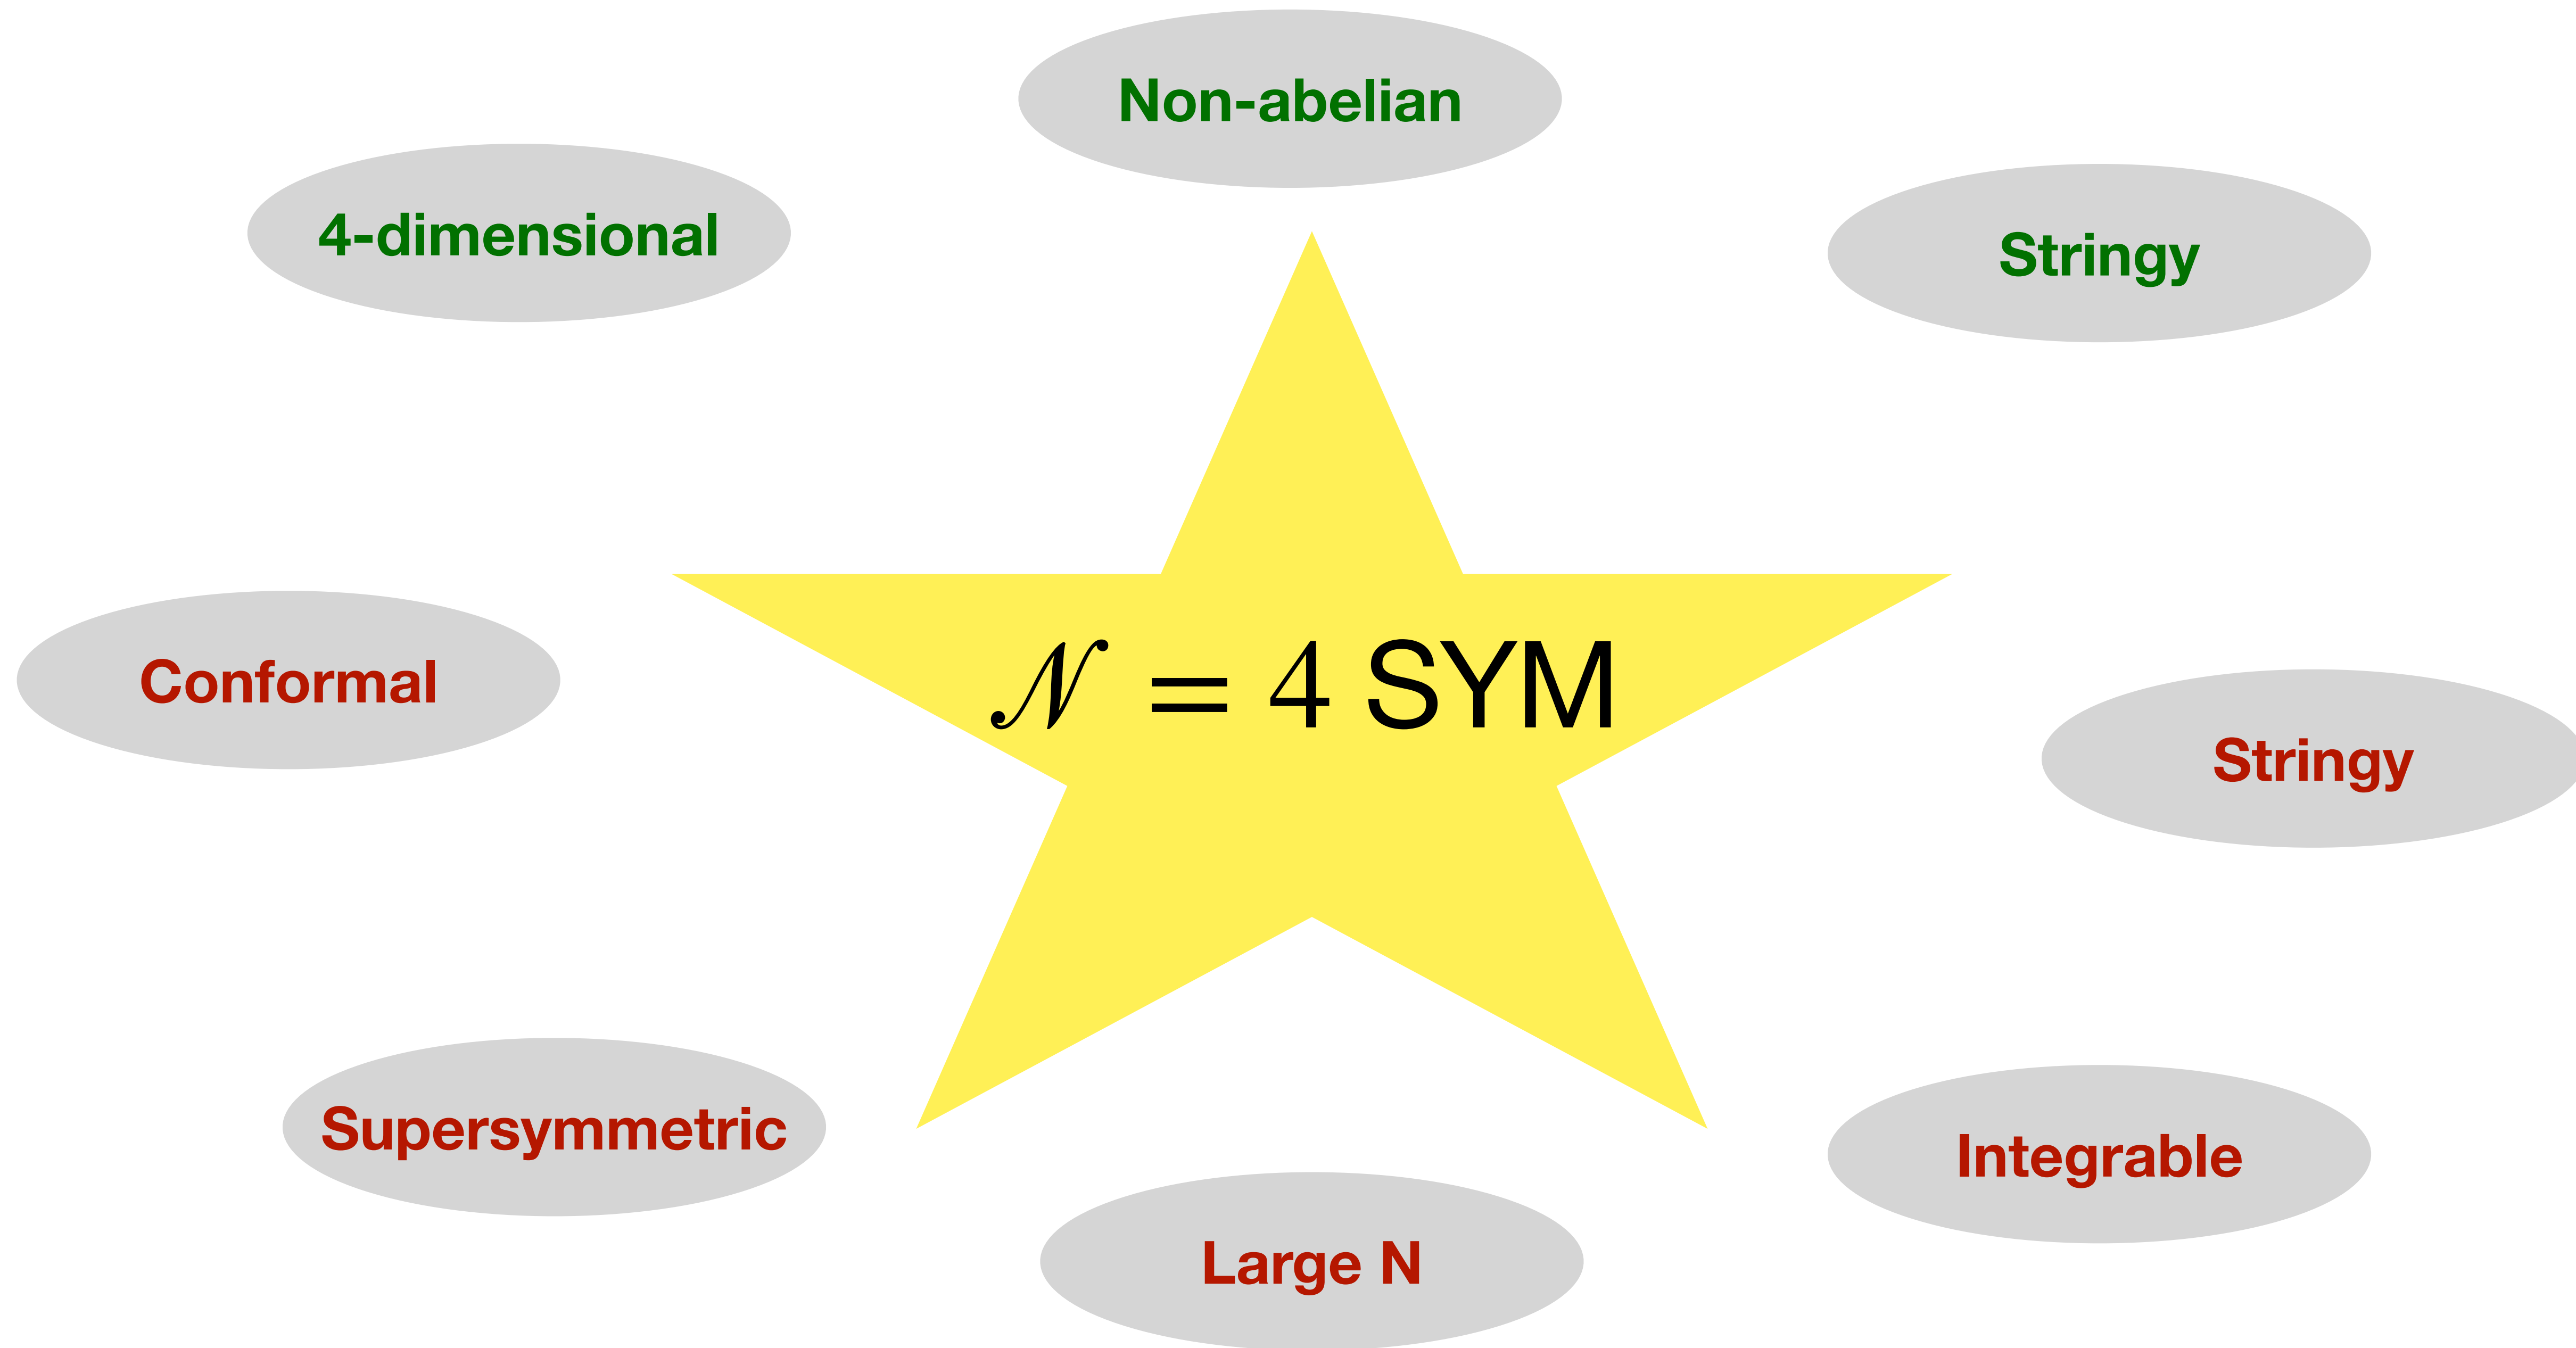 Non-abelian
4-dimensional
Stringy
Conformal
𝒩 = 4 SYM
Stringy
Supersymmetric
Integrable
Large N